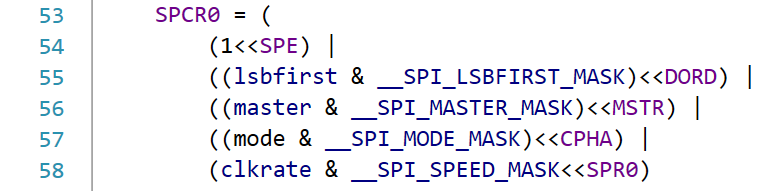 53 SPCR0 = (
54 (1<<SPE) |
55 ((lsbfirst & __SPI_LSBFIRST_MASK)<<DORD) |
56 ((master & __SPI_MASTER_MASK)<<MSTR) |
57 ((mode & __SPI_MODE_MASK)<<CPHA) |
58 (clkrate & __SPI_SPEED_MASK<<SPR0)